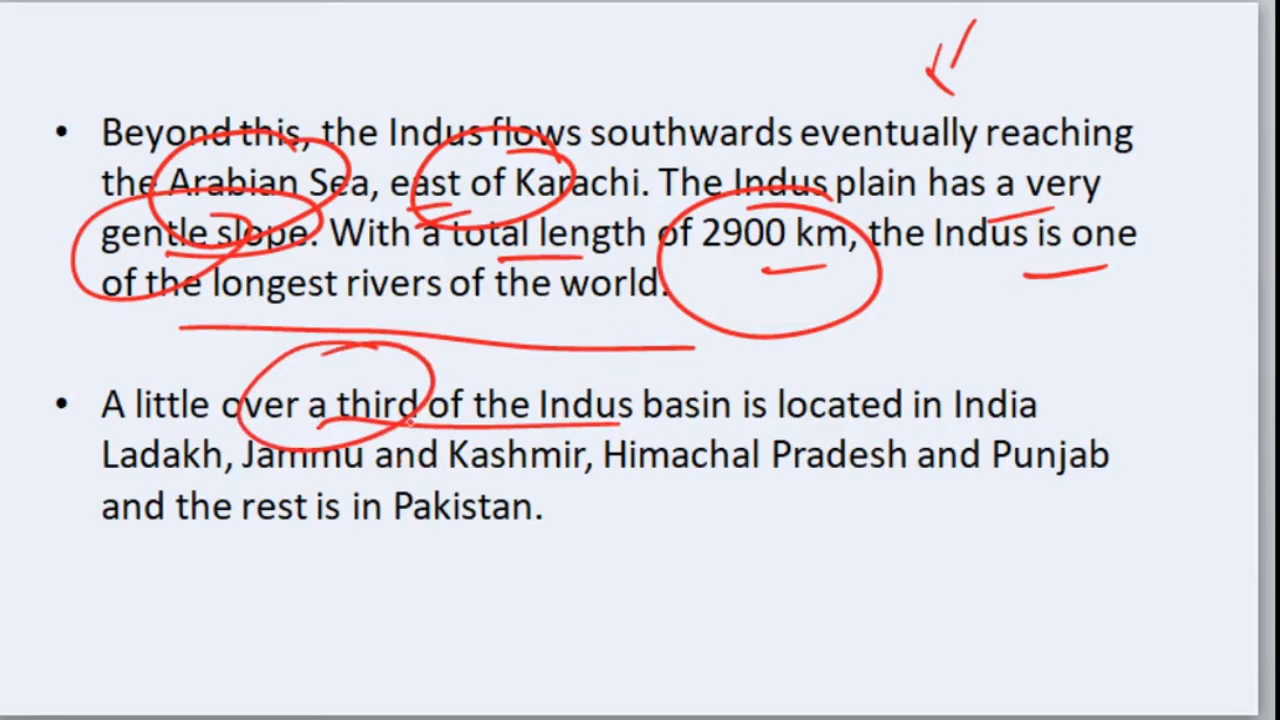 • Beyond this, the Indus flows southwards eventually reaching
the Arabian Sea, east of Karachi. The Indus plain has a very
gentle slope. With a total length of 2900 km, the Indus is one
of the longest rivers of the world.
• A little over a third of the Indus basin is located in India
Ladakh, Jammu and Kashmir, Himachal Pradesh and Punjab
and the rest is in Pakistan.